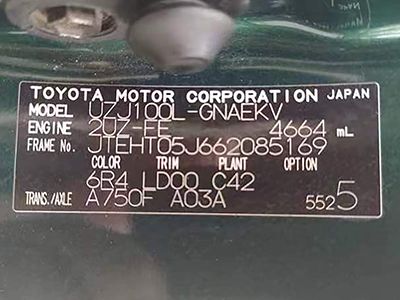 TOYOTA MOTOR CORPORATION JAPAN
MODEL UZJ100L-GNAEKV
ENGINE 2UZ-FE 4664 mL
FRAME No. JTEHT05J662085169
COLOR TRIM PLANT OPTION
6R4 LD00 C42
TRANS./AXLE A750F A03A 5525